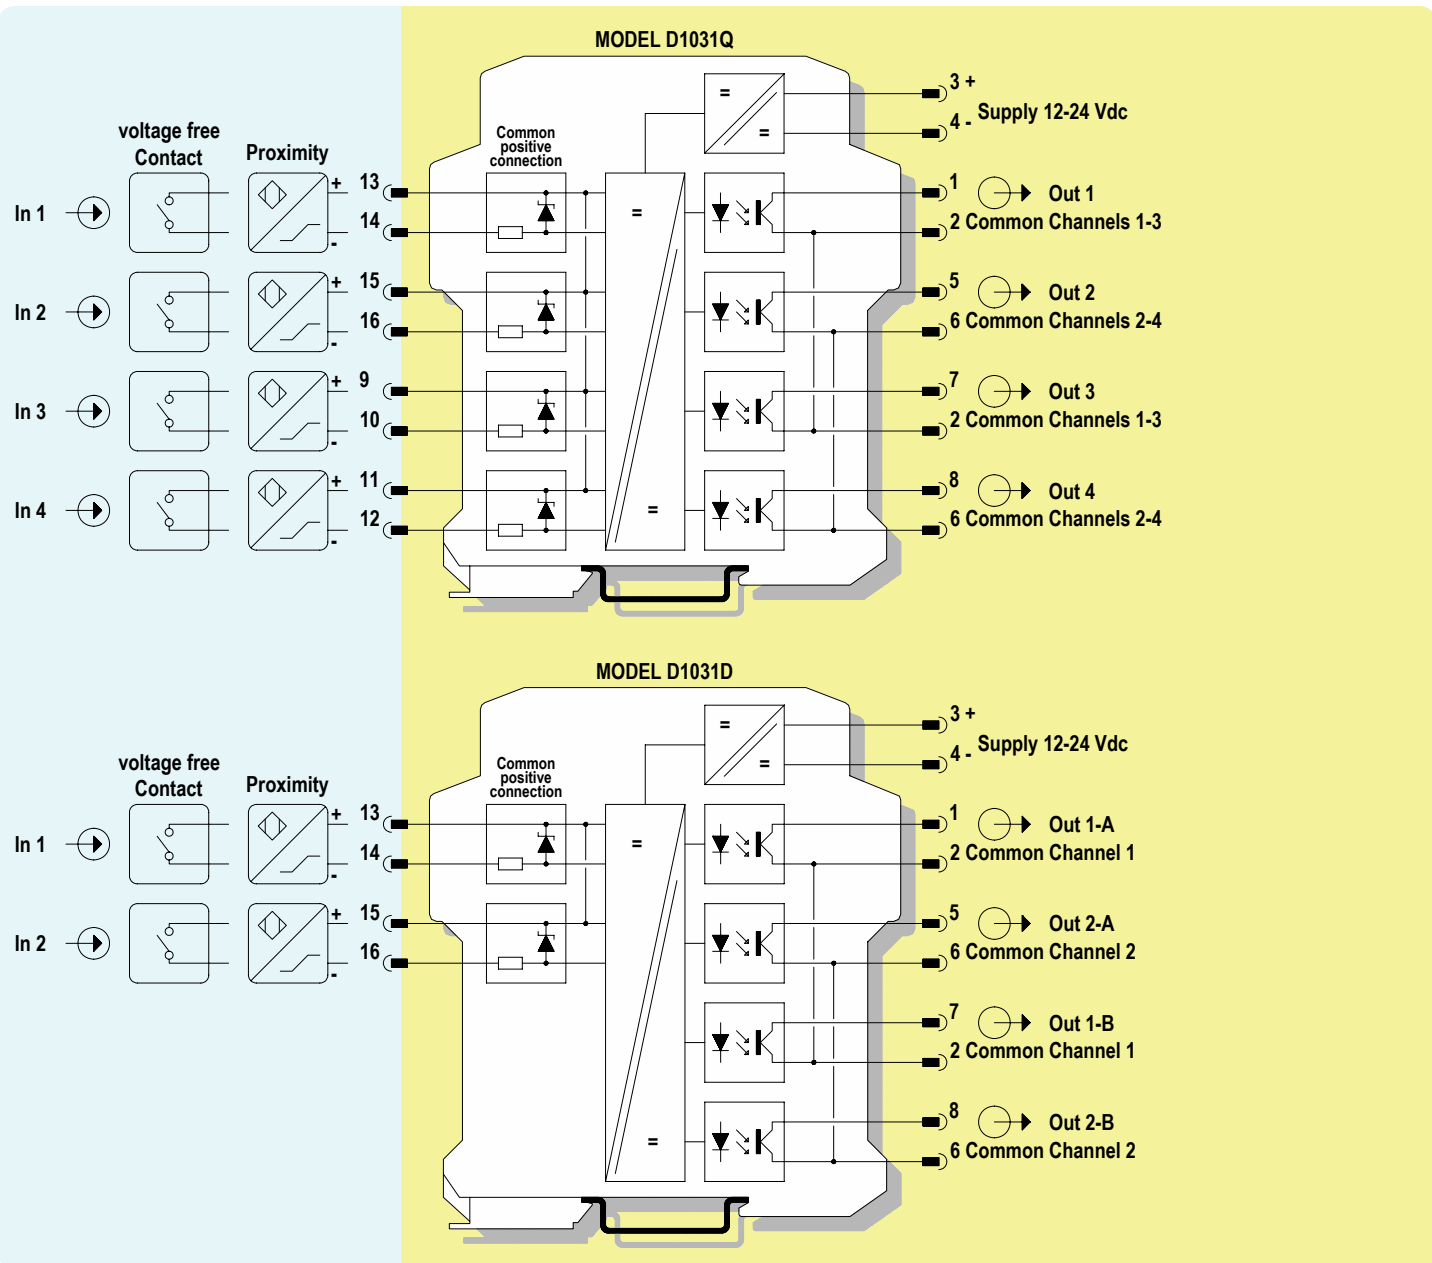 MODEL D1031Q
3 +
Supply 12-24 Vdc
4 -
voltage free
Contact
Proximity
Common
positive
connection
In 1
+
13
-
14
=
=
=
1
Out 1
2 Common Channels 1-3
In 2
+
15
-
16
5
Out 2
6 Common Channels 2-4
In 3
+
9
-
10
7
Out 3
2 Common Channels 1-3
In 4
+
11
-
12
=
8
Out 4
6 Common Channels 2-4
MODEL D1031D
3 +
Supply 12-24 Vdc
4 -
voltage free
Contact
Proximity
Common
positive
connection
In 1
+
13
-
14
=
=
=
1
Out 1-A
2 Common Channel 1
In 2
+
15
-
16
5
Out 2-A
6 Common Channel 2
7
Out 1-B
2 Common Channel 1
=
8
Out 2-B
6 Common Channel 2